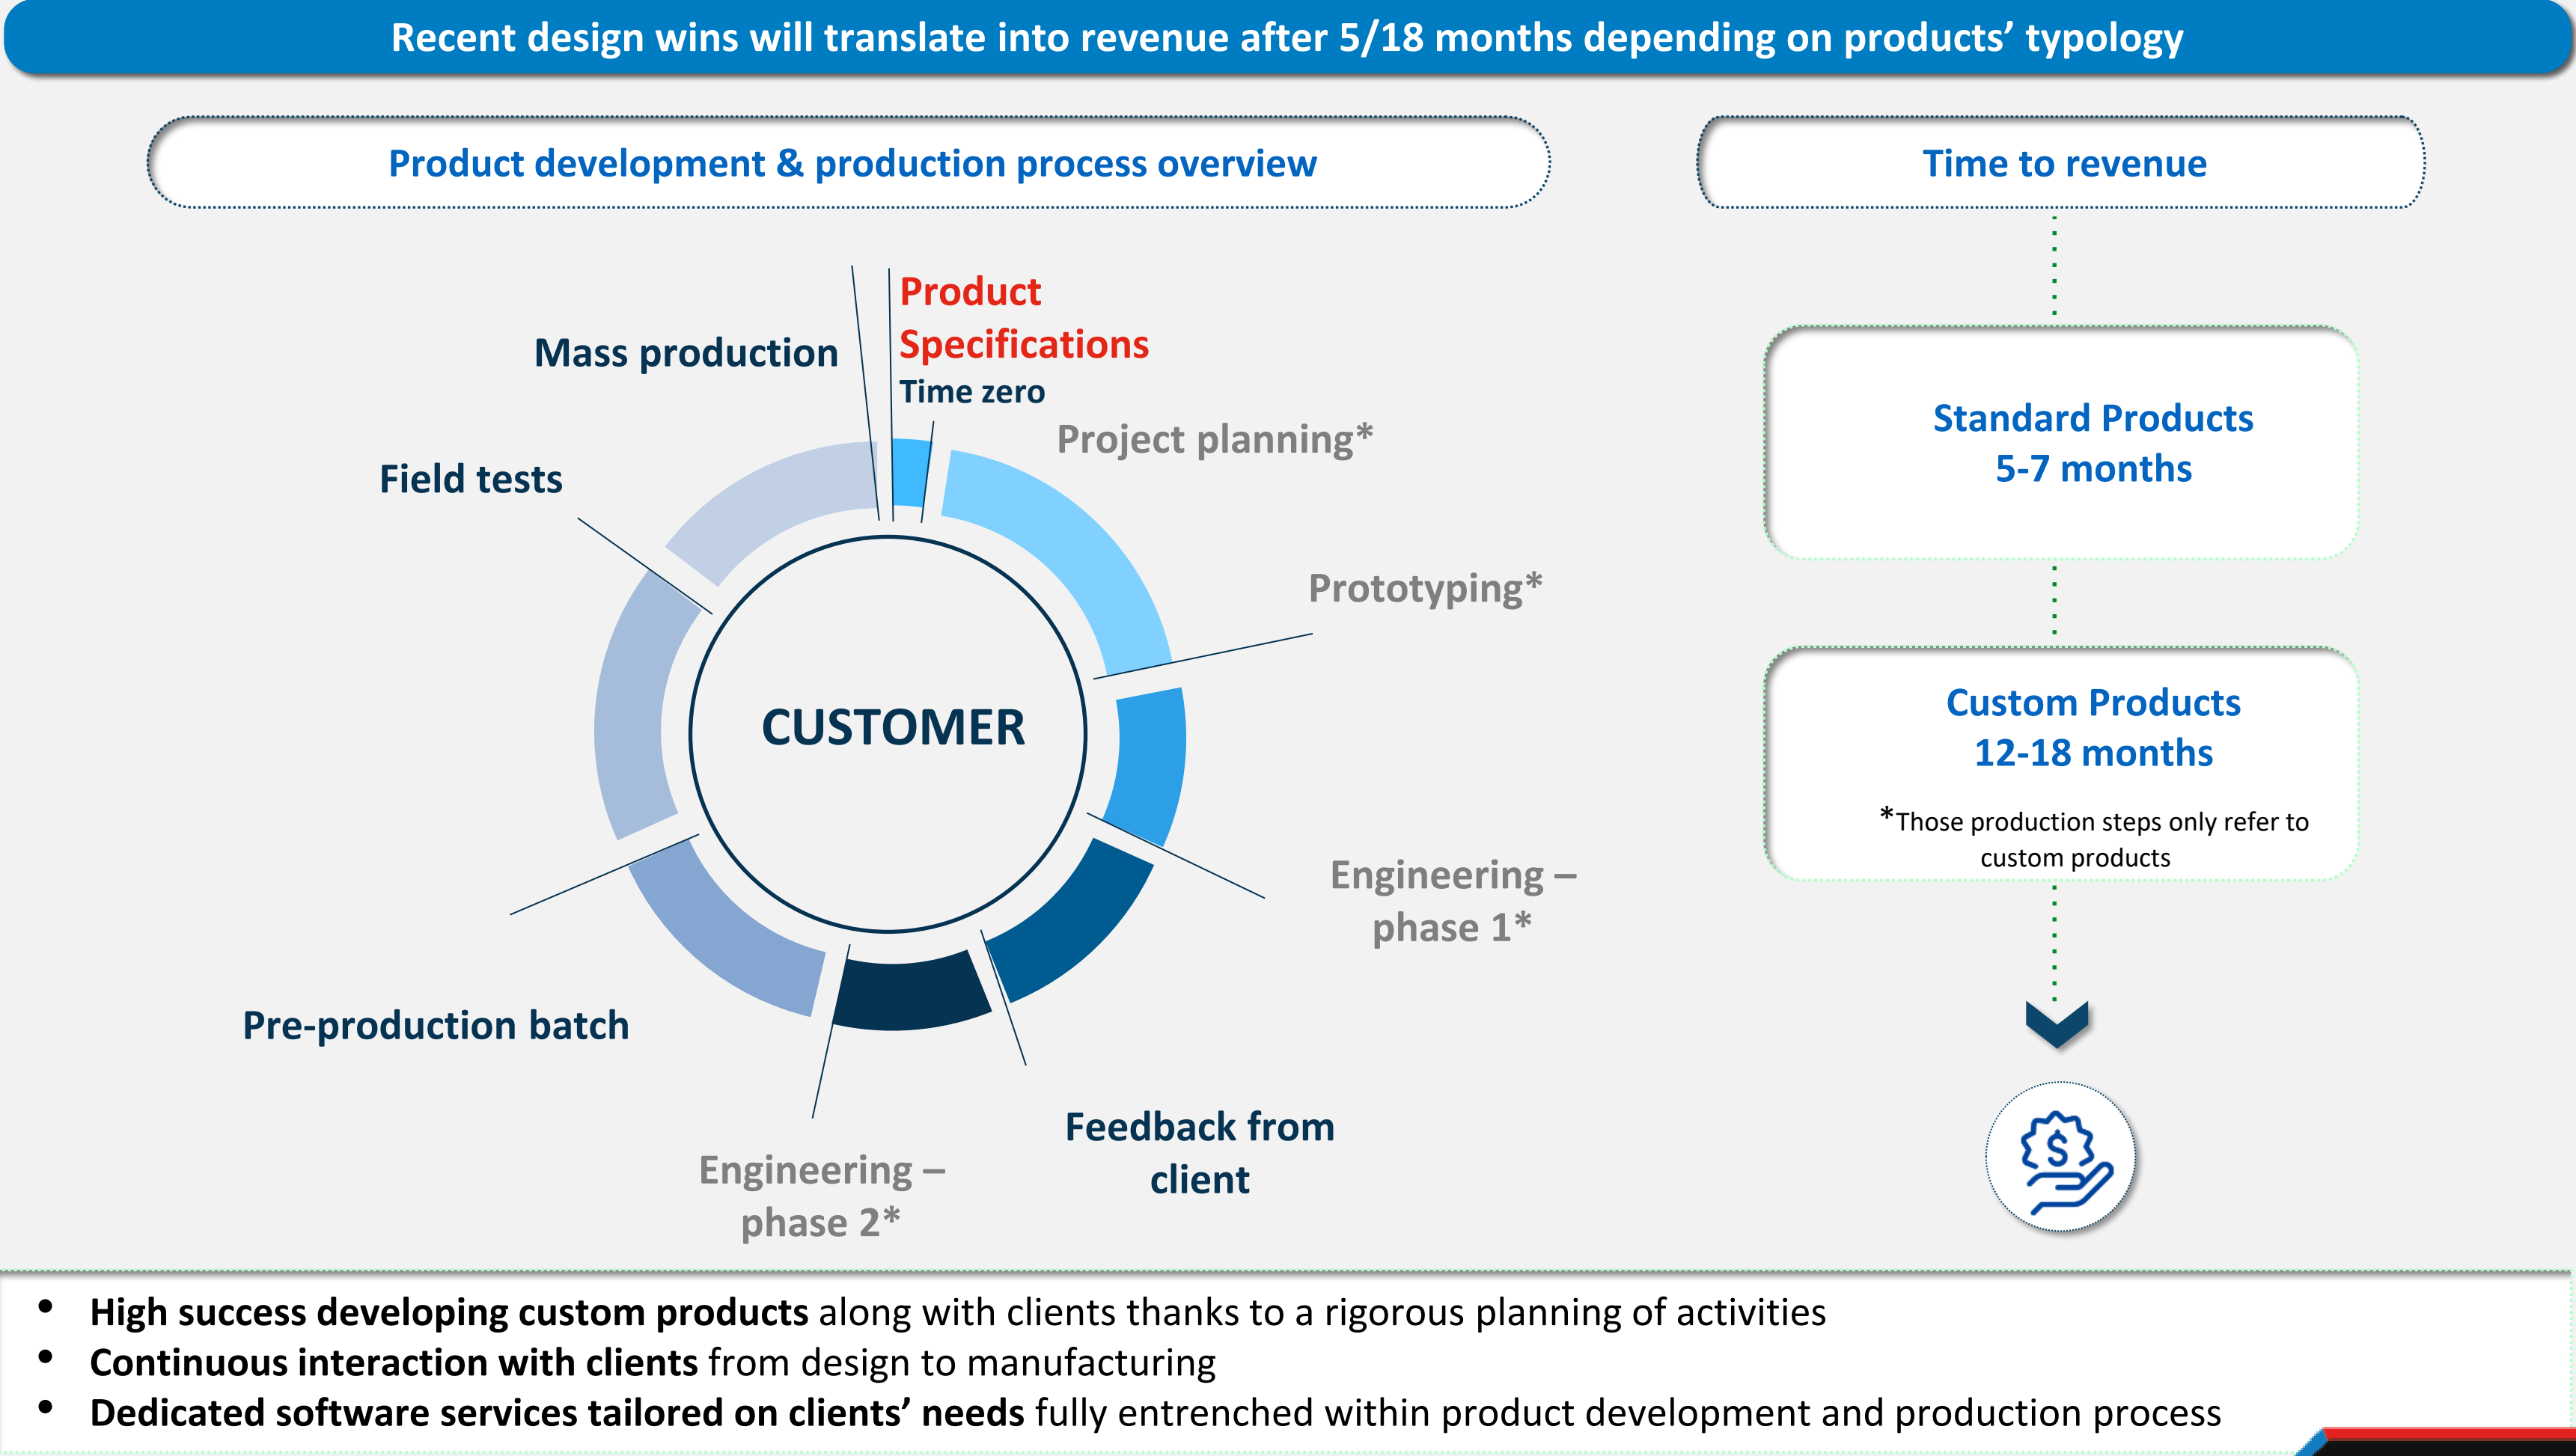 Recent design wins will translate into revenue after 5/18 months depending on products’ typology
Product development & production process overview
Time to revenue
Product
Specifications
Time zero
Project planning*
Prototyping*
Engineering –
phase 1*
Feedback from
client
Engineering –
phase 2*
Pre-production batch
Field tests
Mass production
CUSTOMER
Standard Products
5-7 months
Custom Products
12-18 months
*Those production steps only refer to
custom products
$
• High success developing custom products along with clients thanks to a rigorous planning of activities
• Continuous interaction with clients from design to manufacturing
• Dedicated software services tailored on clients’ needs fully entrenched within product development and production process